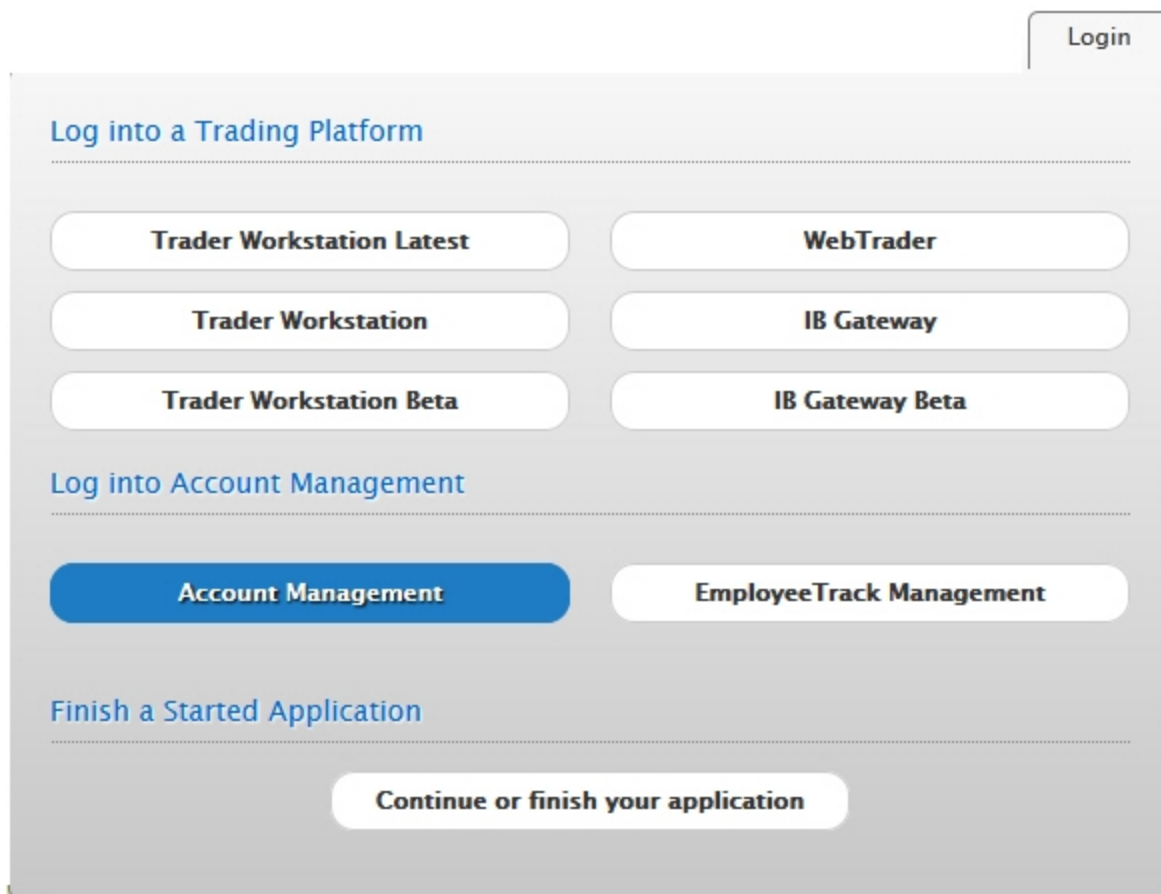 Login
Log into a Trading Platform
Trader Workstation Latest
WebTrader
Trader Workstation
IB Gateway
Trader Workstation Beta
IB Gateway Beta
Log into Account Management
Account Management
EmployeeTrack Management
Finish a Started Application
Continue or finish your application